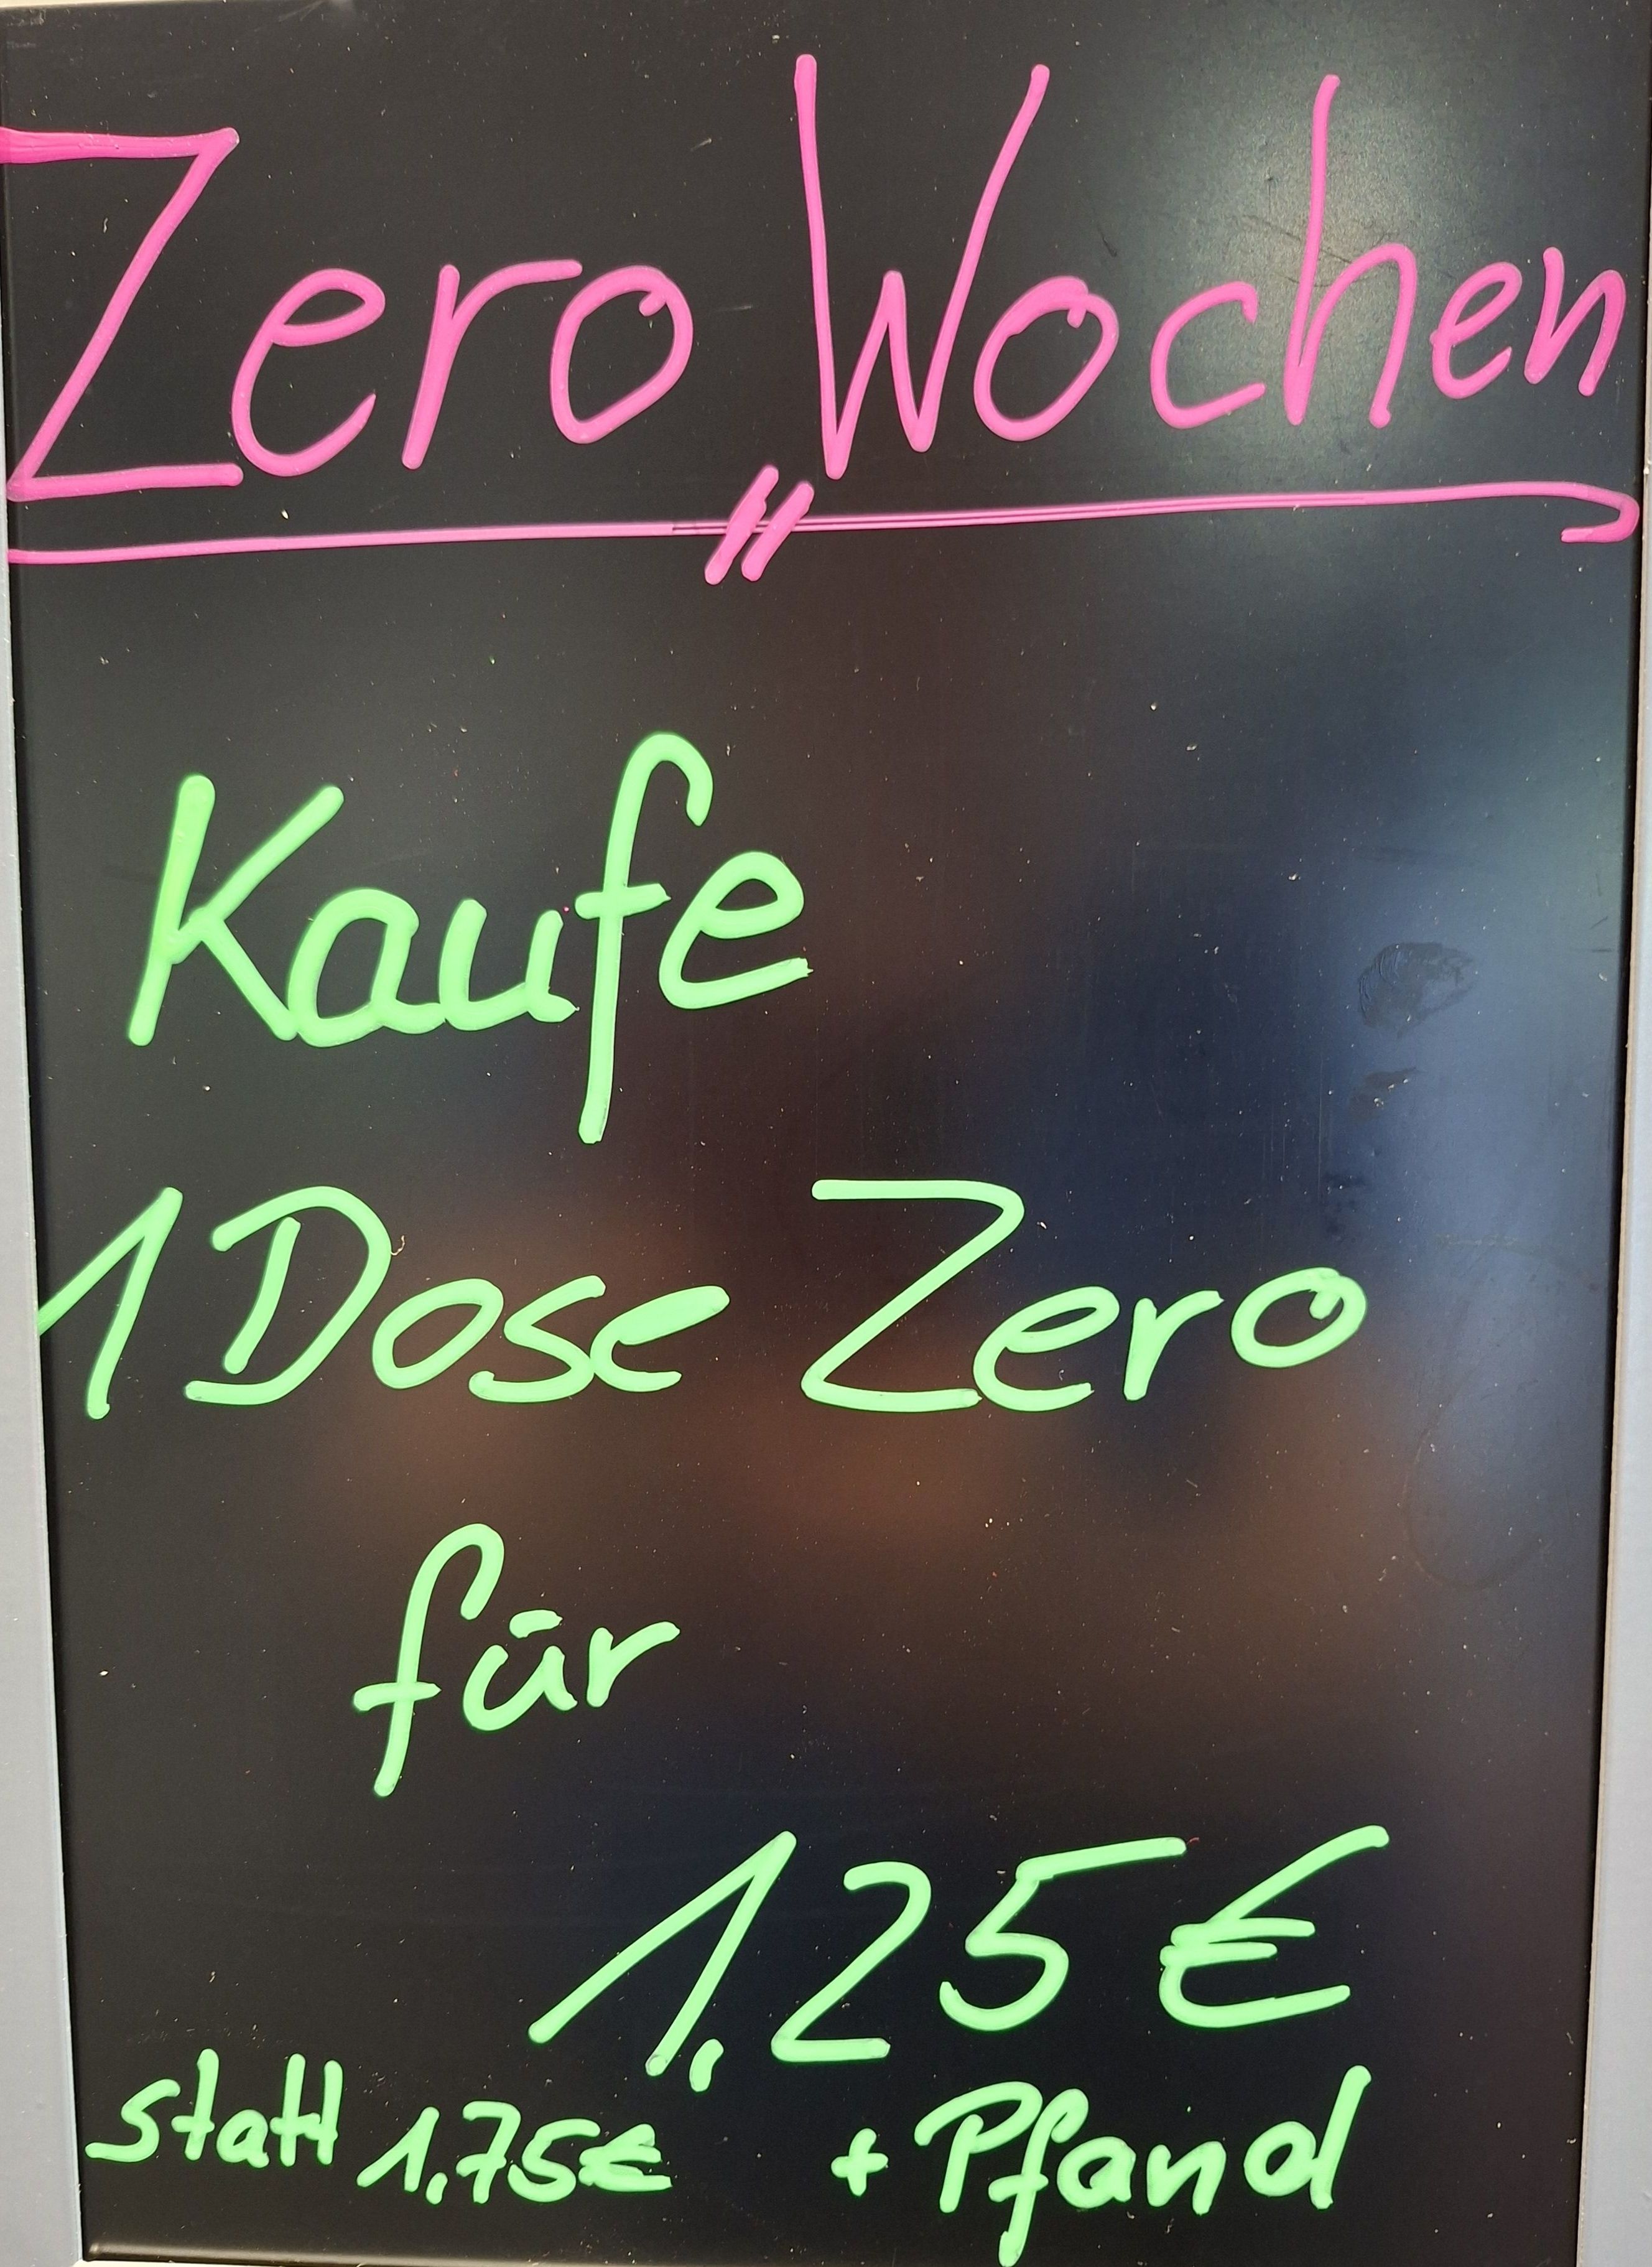 Zero Wochen
Kaufe
1 Dose Zero
für
1,25€
statt 1,75€ + Pfand